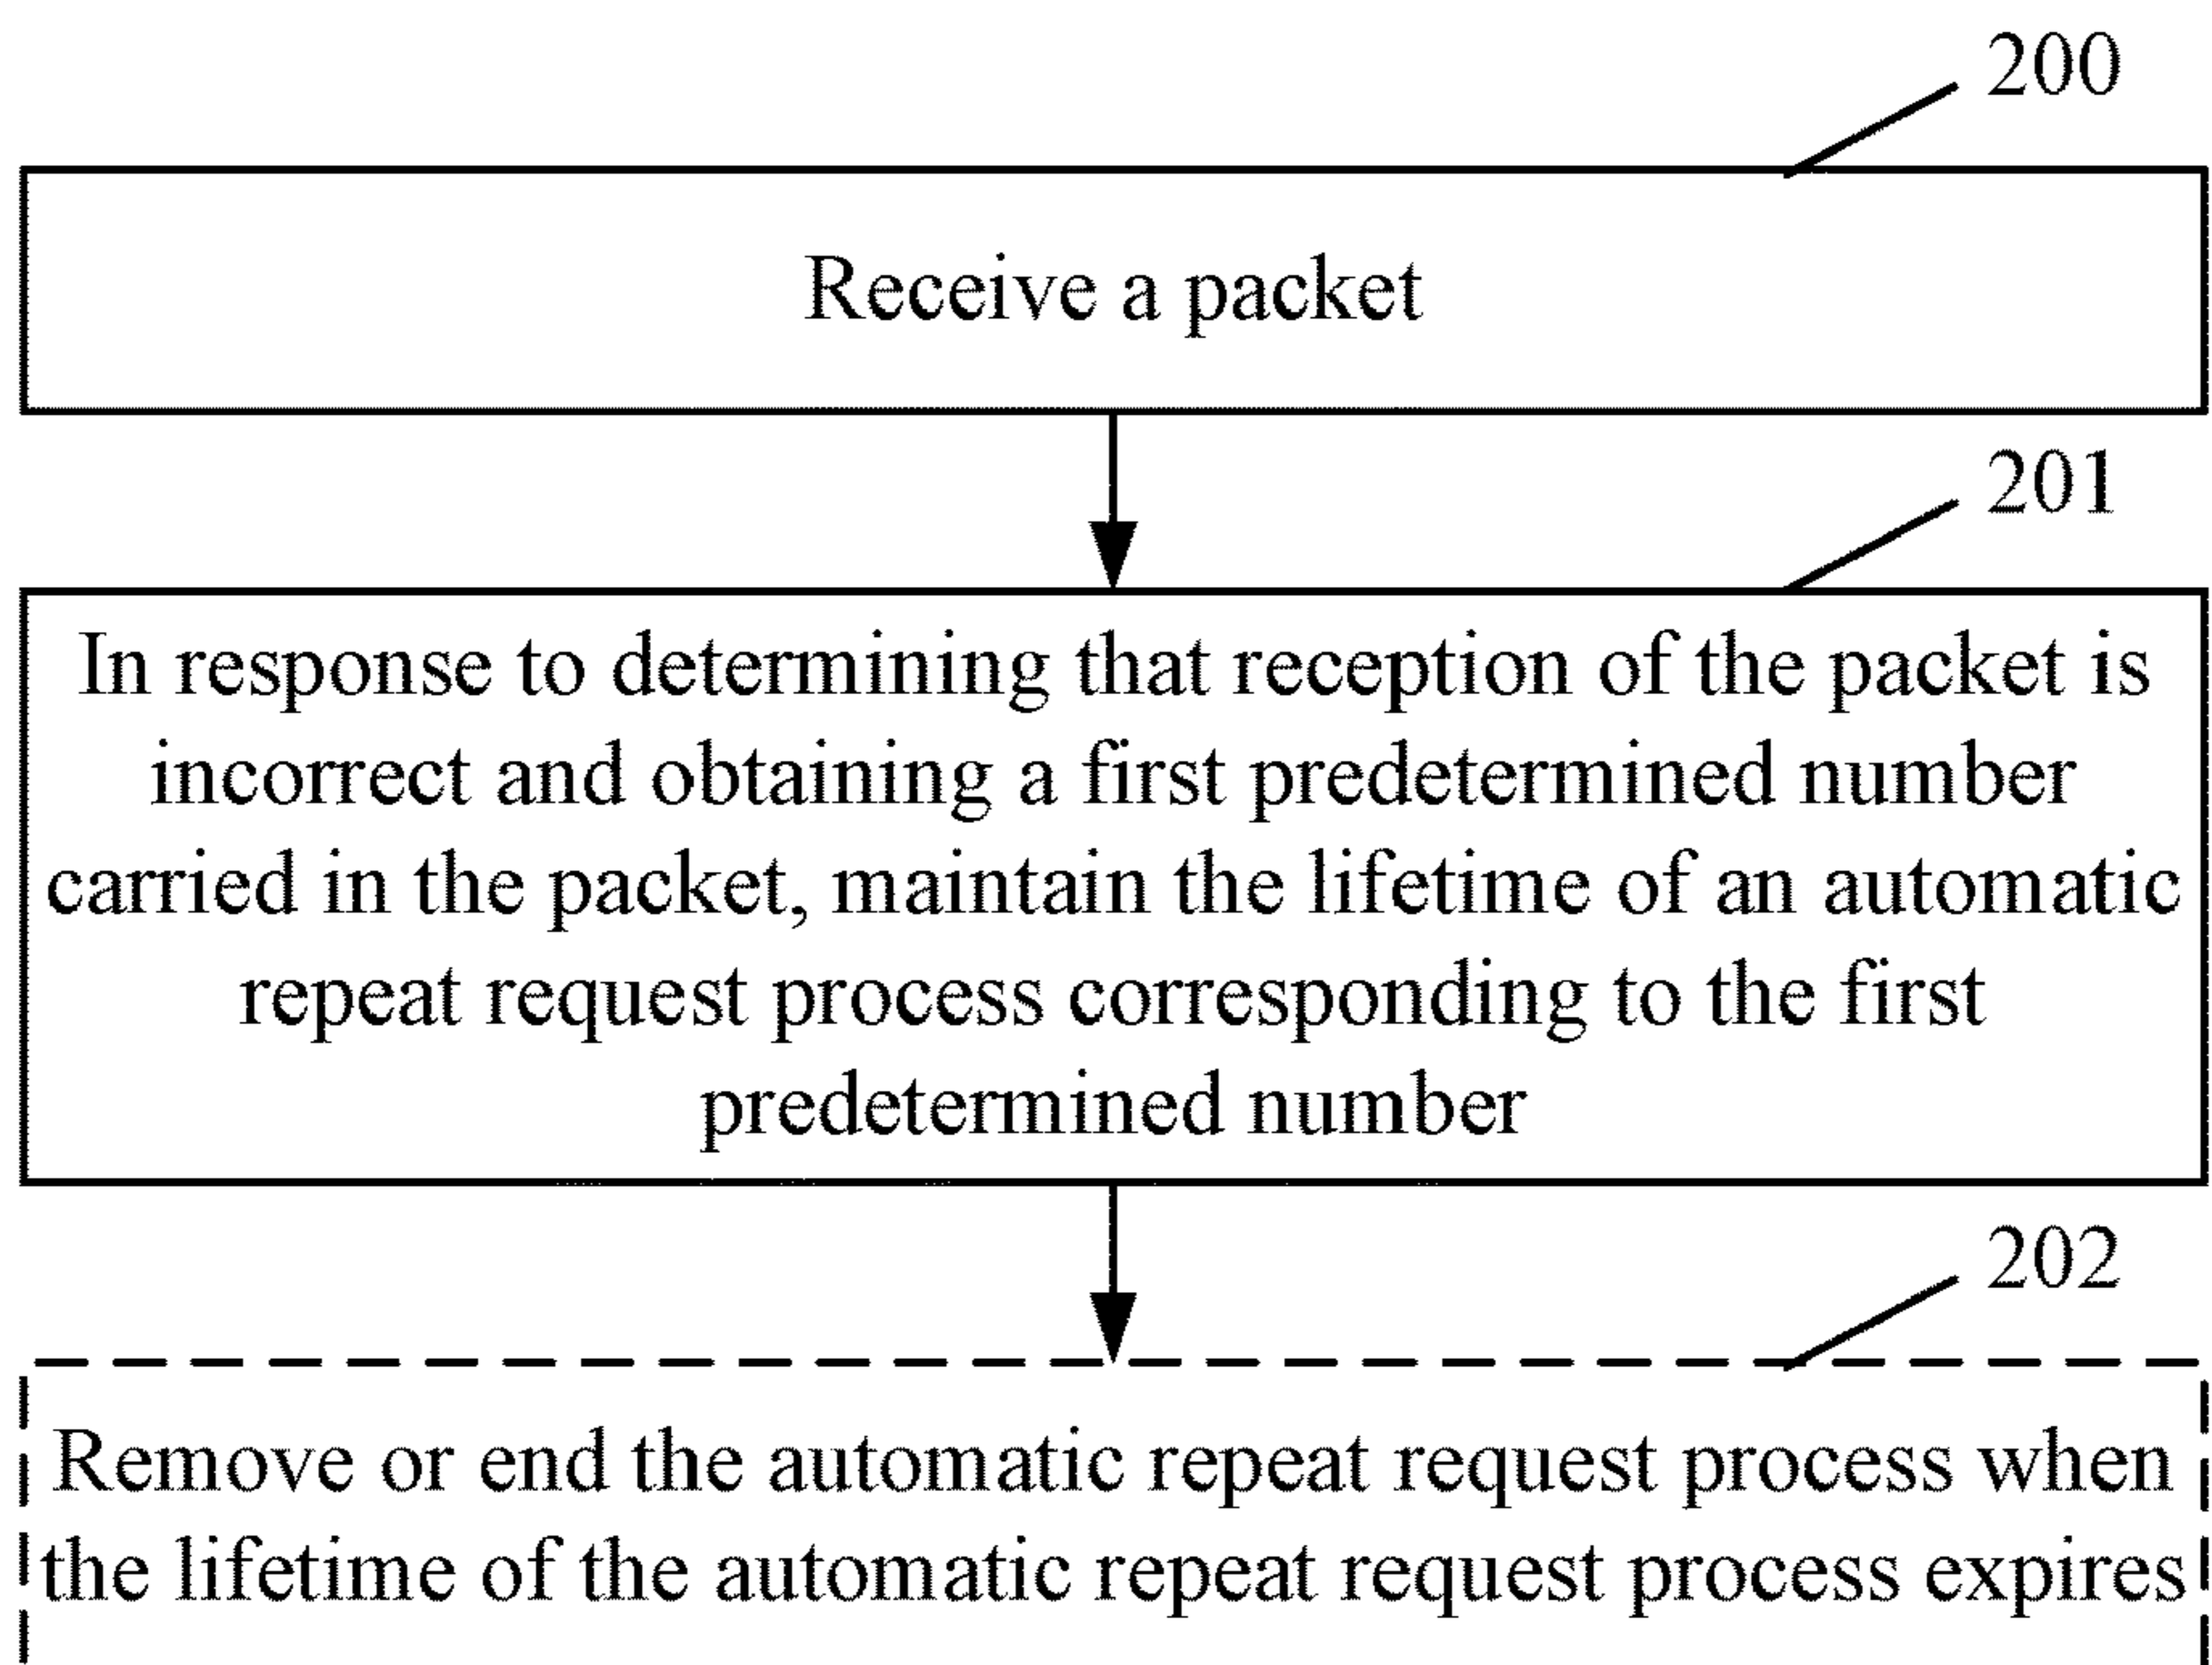 200
Receive a packet
201
In response to determining that reception of the packet is
incorrect and obtaining a first predetermined number
carried in the packet, maintain the lifetime of an automatic
repeat request process corresponding to the first
predetermined number
202
Remove or end the automatic repeat request process when
the lifetime of the automatic repeat request process expires